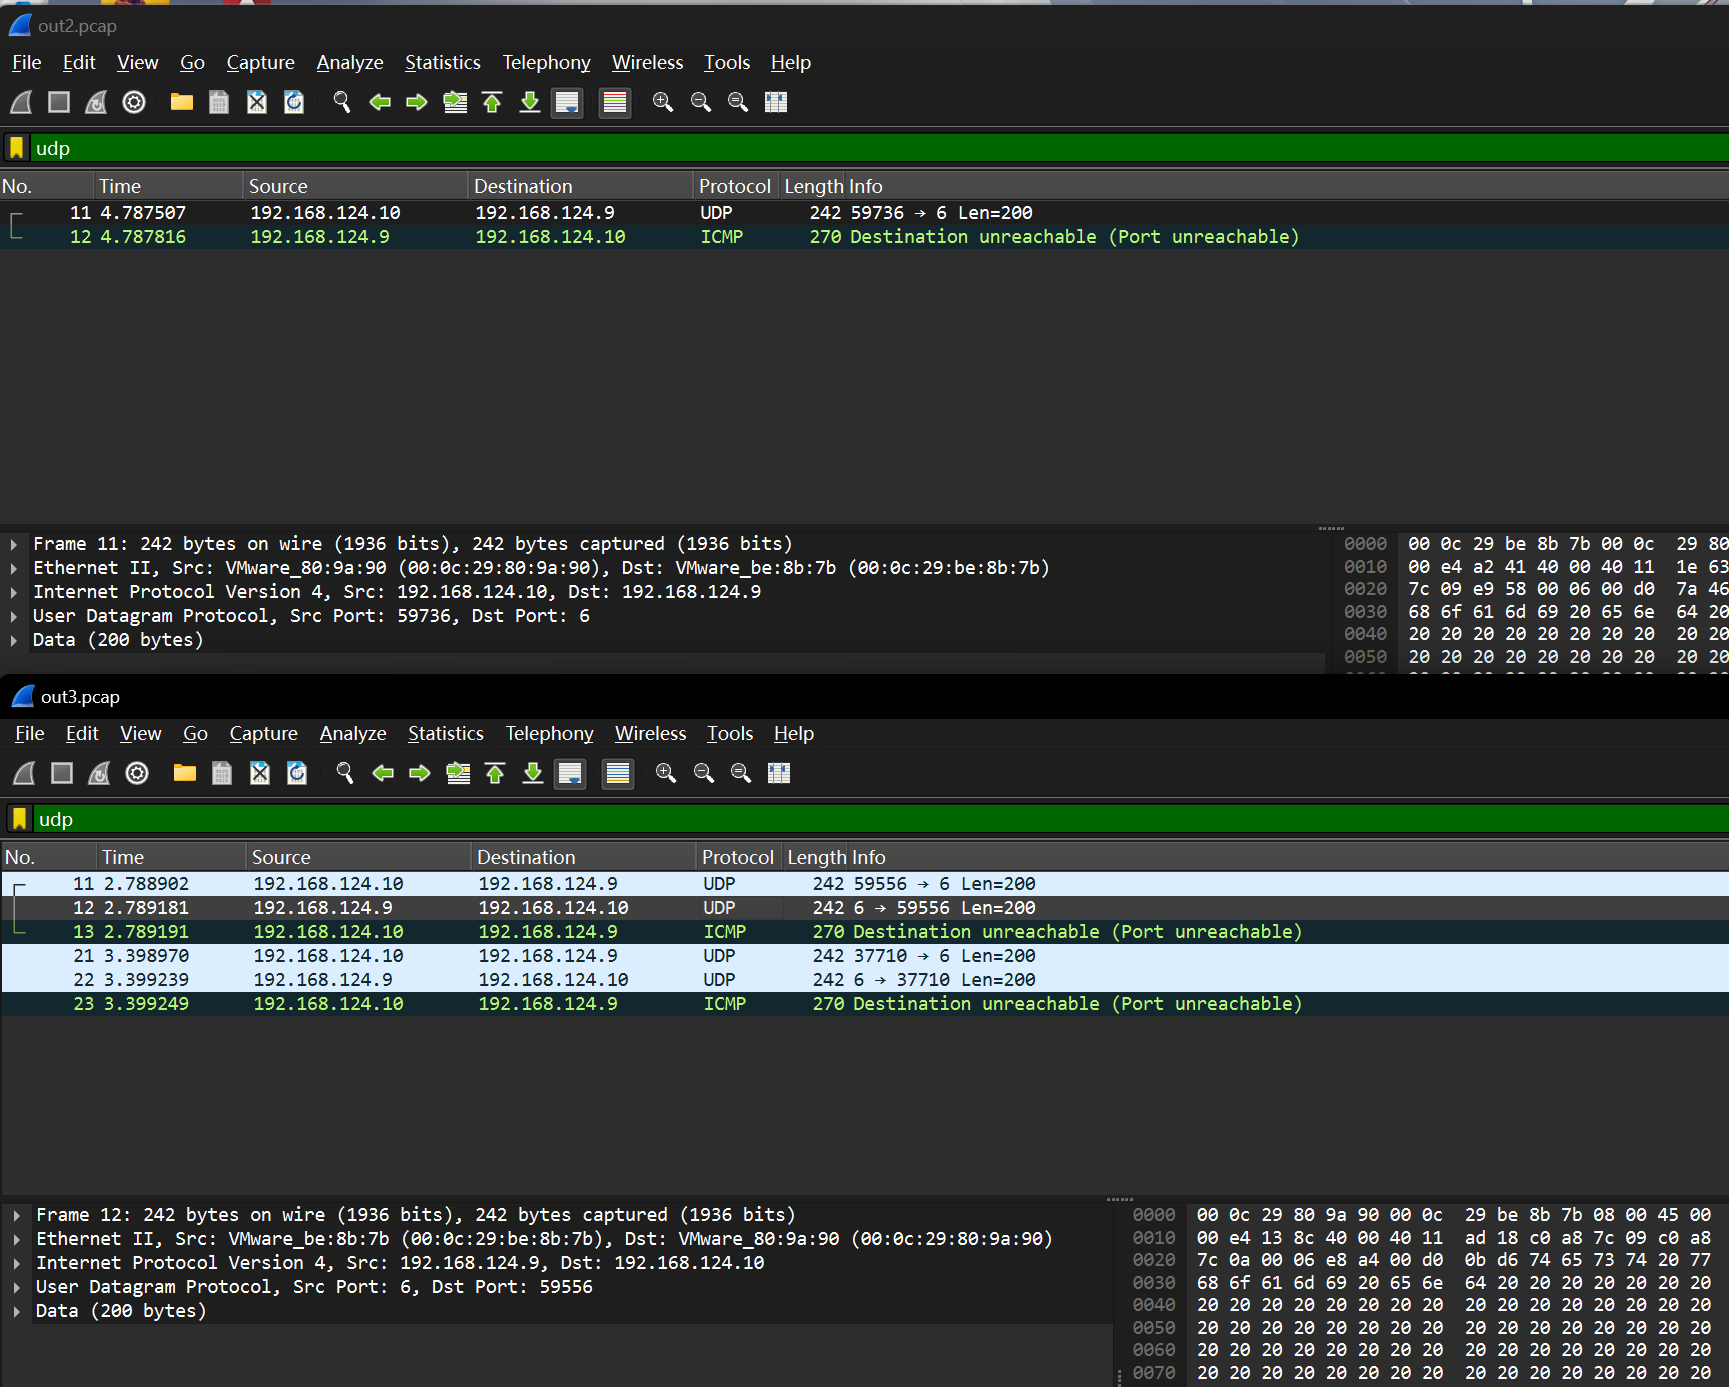 out2.pcap
File Edit View Go Capture Analyze Statistics Telephony Wireless Tools Help
udp
No. Time Source Destination Protocol Length Info
11 4.787507 192.168.124.10 192.168.124.9 UDP 242 59736 → 6 Len=200
12 4.787816 192.168.124.9 192.168.124.10 ICMP 270 Destination unreachable (Port unreachable)
Frame 11: 242 bytes on wire (1936 bits), 242 bytes captured (1936 bits)
Ethernet II, Src: VMware_80:9a:90 (00:0c:29:80:9a:90), Dst: VMware_be:8b:7b (00:0c:29:be:8b:7b)
Internet Protocol Version 4, Src: 192.168.124.10, Dst: 192.168.124.9
User Datagram Protocol, Src Port: 59736, Dst Port: 6
Data (200 bytes)
0000 00 0c 29 be 8b 7b 00 0c 29 80
0010 00 e4 a2 41 40 00 40 11 1e 63
0020 7c 09 e9 58 00 06 00 d0 7a 46
0030 68 6f 61 6d 69 20 65 6e 64 20
0040 20 20 20 20 20 20 20 20 20 20
0050 20 20 20 20 20 20 20 20 20 20
out3.pcap
File Edit View Go Capture Analyze Statistics Telephony Wireless Tools Help
udp
No. Time Source Destination Protocol Length Info
11 2.788902 192.168.124.10 192.168.124.9 UDP 242 59556 → 6 Len=200
12 2.789181 192.168.124.9 192.168.124.10 UDP 242 6 → 59556 Len=200
13 2.789191 192.168.124.10 192.168.124.9 ICMP 270 Destination unreachable (Port unreachable)
21 3.398970 192.168.124.10 192.168.124.9 UDP 242 37710 → 6 Len=200
22 3.399239 192.168.124.9 192.168.124.10 UDP 242 6 → 37710 Len=200
23 3.399249 192.168.124.10 192.168.124.9 ICMP 270 Destination unreachable (Port unreachable)
Frame 12: 242 bytes on wire (1936 bits), 242 bytes captured (1936 bits)
Ethernet II, Src: VMware_be:8b:7b (00:0c:29:be:8b:7b), Dst: VMware_80:9a:90 (00:0c:29:80:9a:90)
Internet Protocol Version 4, Src: 192.168.124.9, Dst: 192.168.124.10
User Datagram Protocol, Src Port: 6, Dst Port: 59556
Data (200 bytes)
0000 00 0c 29 80 9a 90 00 0c 29 be 8b 7b 08 00 45 00
0010 00 e4 13 8c 40 00 40 11 ad 18 c0 a8 7c 09 c0 a8
0020 7c 0a 00 06 e8 a4 00 d0 0b d6 74 65 73 74 20 77
0030 68 6f 61 6d 69 20 65 6e 64 20 20 20 20 20 20 20
0040 20 20 20 20 20 20 20 20 20 20 20 20 20 20 20 20
0050 20 20 20 20 20 20 20 20 20 20 20 20 20 20 20 20
0060 20 20 20 20 20 20 20 20 20 20 20 20 20 20 20 20
0070 20 20 20 20 20 20 20 20 20 20 20 20 20 20 20 20